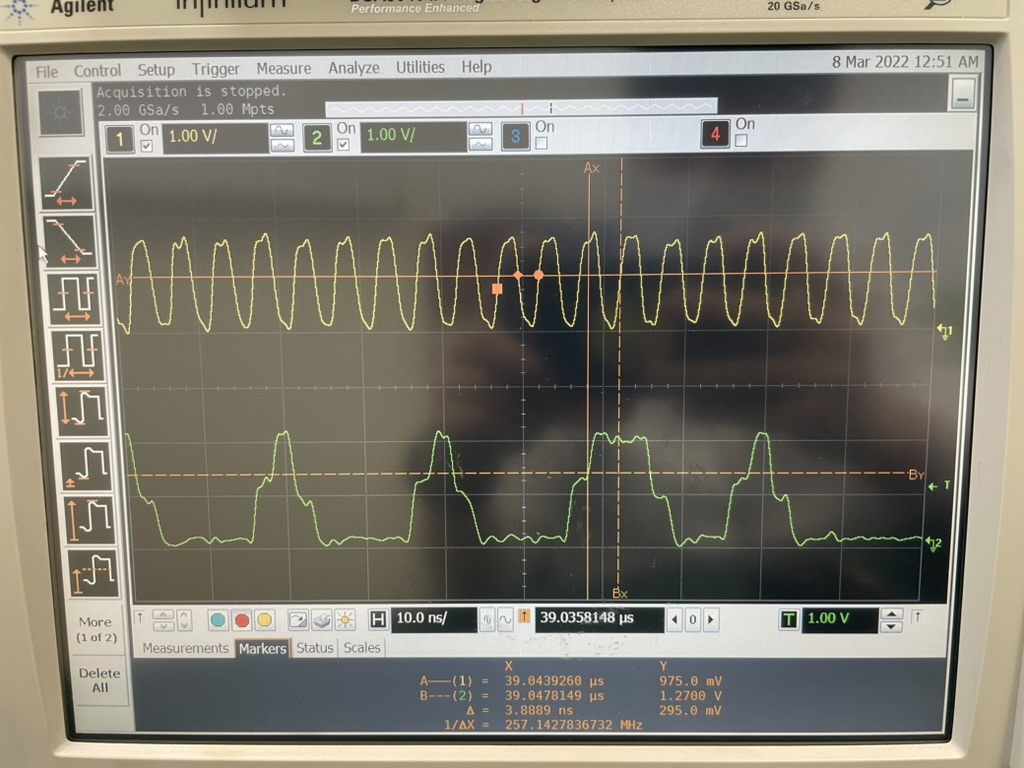 Agilent
Performance Enhanced
20 GSa/s
File Control Setup Trigger Measure Analyze Utilities Help
8 Mar 2022 12:51 AM
Acquisition is stopped.
2.00 GSa/s 1.00 Mpts
1 On 1.00 V/ 2 On 1.00 V/ 3 On 4 On
Ax
Ay
1
By
T
2
Bx
1/
More
(1 of 2)
Delete
All
H 10.0 ns/ 39.0358148 µs 0 T 1.00 V
Measurements Markers Status Scales
X Y
A——(1) = 39.0439260 µs 975.0 mV
B---(2) = 39.0478149 µs 1.2700 V
Δ = 3.8889 ns 295.0 mV
1/ΔX = 257.1427836732 MHz